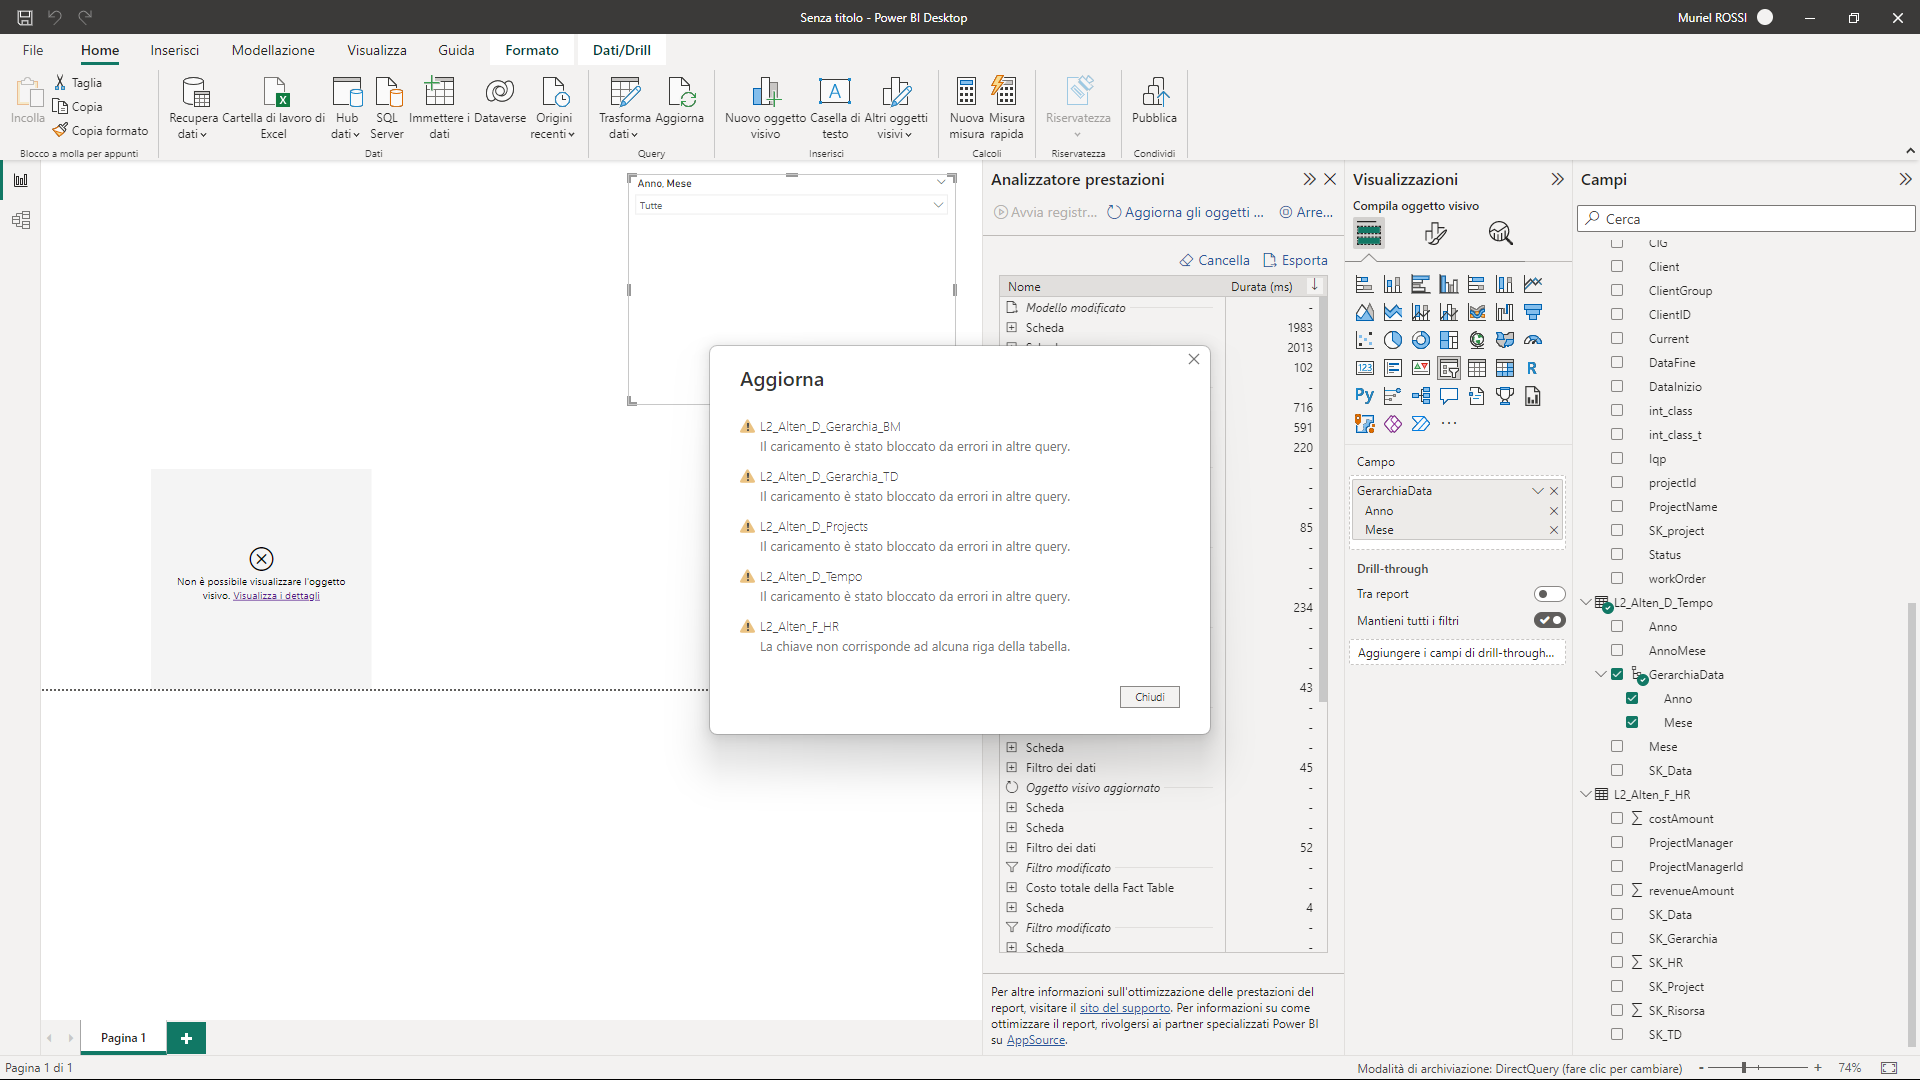 Senza titolo - Power BI Desktop
Muriel ROSSI
File
Home
Inserisci
Modellazione
Visualizza
Guida
Formato
Dati/Drill
Incolla
Taglia
Copia
Copia formato
Blocco a molla per appunti
Recupera dati
Cartella di lavoro di Excel
Hub dati
SQL Server
Immettere i dati
Dataverse
Origini recenti
Dati
Trasforma dati
Aggiorna
Query
Nuovo oggetto visivo
Casella di testo
Altri oggetti visivi
Inserisci
Nuova misura
Misura rapida
Calcoli
Riservatezza
Riservatezza
Pubblica
Condividi
Anno, Mese
Tutte
Non è possibile visualizzare l'oggetto
visivo. Visualizza i dettagli
Aggiorna
L2_Alten_D_Gerarchia_BM
Il caricamento è stato bloccato da errori in altre query.
L2_Alten_D_Gerarchia_TD
Il caricamento è stato bloccato da errori in altre query.
L2_Alten_D_Projects
Il caricamento è stato bloccato da errori in altre query.
L2_Alten_D_Tempo
Il caricamento è stato bloccato da errori in altre query.
L2_Alten_F_HR
La chiave non corrisponde ad alcuna riga della tabella.
Chiudi
Analizzatore prestazioni
Avvia registr...
Aggiorna gli oggetti ...
Arre...
Cancella
Esporta
Nome
Durata (ms)
Modello modificato -
Scheda 1983
2013
102
-
716
591
220
-
-
-
85
-
-
-
234
-
-
-
43
-
-
Scheda -
Filtro dei dati 45
Oggetto visivo aggiornato -
Scheda -
Scheda -
Filtro dei dati 52
Filtro modificato -
Costo totale della Fact Table -
Scheda 4
Filtro modificato -
Scheda -
Per altre informazioni sull'ottimizzazione delle prestazioni del
report, visitare il sito del supporto. Per informazioni su come
ottimizzare il report, rivolgersi ai partner specializzati Power BI
su AppSource.
Visualizzazioni
Compila oggetto visivo
123
R
Py
...
Campo
GerarchiaData
Anno
Mese
Drill-through
Tra report
Mantieni tutti i filtri
Aggiungere i campi di drill-through...
Campi
Cerca
CIG
Client
ClientGroup
ClientID
Current
DataFine
DataInizio
int_class
int_class_t
Iqp
projectId
ProjectName
SK_project
Status
workOrder
L2_Alten_D_Tempo
Anno
AnnoMese
GerarchiaData
Anno
Mese
Mese
SK_Data
L2_Alten_F_HR
costAmount
ProjectManager
ProjectManagerId
revenueAmount
SK_Data
SK_Gerarchia
SK_HR
SK_Project
SK_Risorsa
SK_TD
Pagina 1
Pagina 1 di 1
Modalità di archiviazione: DirectQuery (fare clic per cambiare)
- + 74%